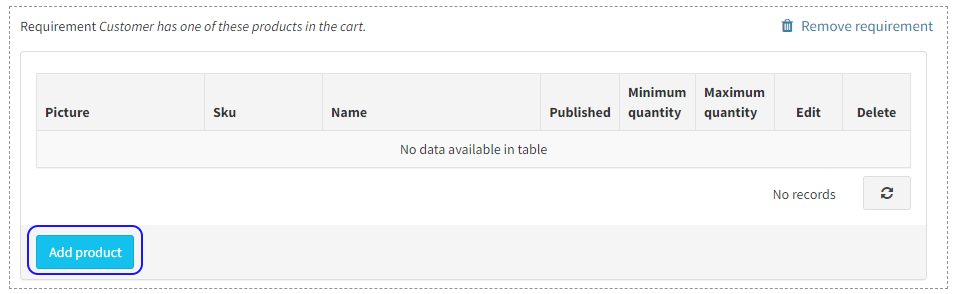 Requirement Customer has one of these products in the cart.
Remove requirement
Picture
Sku
Name
Published
Minimum quantity
Maximum quantity
Edit
Delete
No data available in table
No records
Add product